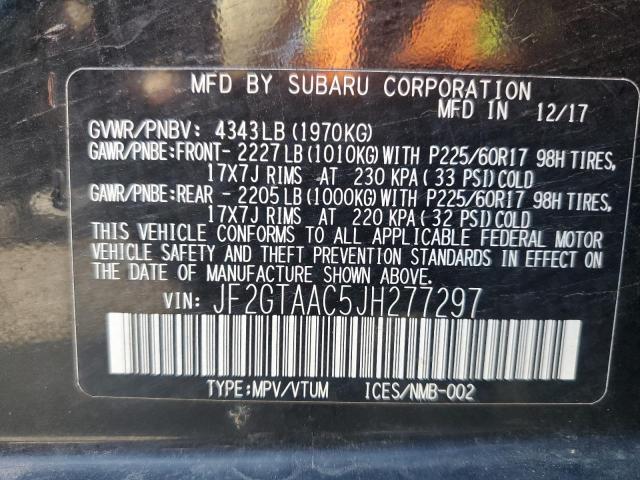 MFD BY SUBARU CORPORATION
MFD IN 12/17
GVWR/PNBV: 4343LB(1970KG)
GAWR/PNBE:FRONT- 2227LB(1010KG)WITH P225/60R17 98H TIRES,
17X7J RIMS AT 230 KPA( 33 PSI)COLD
GAWR/PNBE:REAR - 2205LB(1000KG)WITH P225/60R17 98H TIRES,
17X7J RIMS AT 220 KPA( 32 PSI)COLD
THIS VEHICLE CONFORMS TO ALL APPLICABLE FEDERAL MOTOR
VEHICLE SAFETY AND THEFT PREVENTION STANDARDS IN EFFECT ON
THE DATE OF MANUFACTURE SHOWN ABOVE.
VIN: JF2GTAAC5JH277297
TYPE:MPV/VTUM ICES/NMB-002